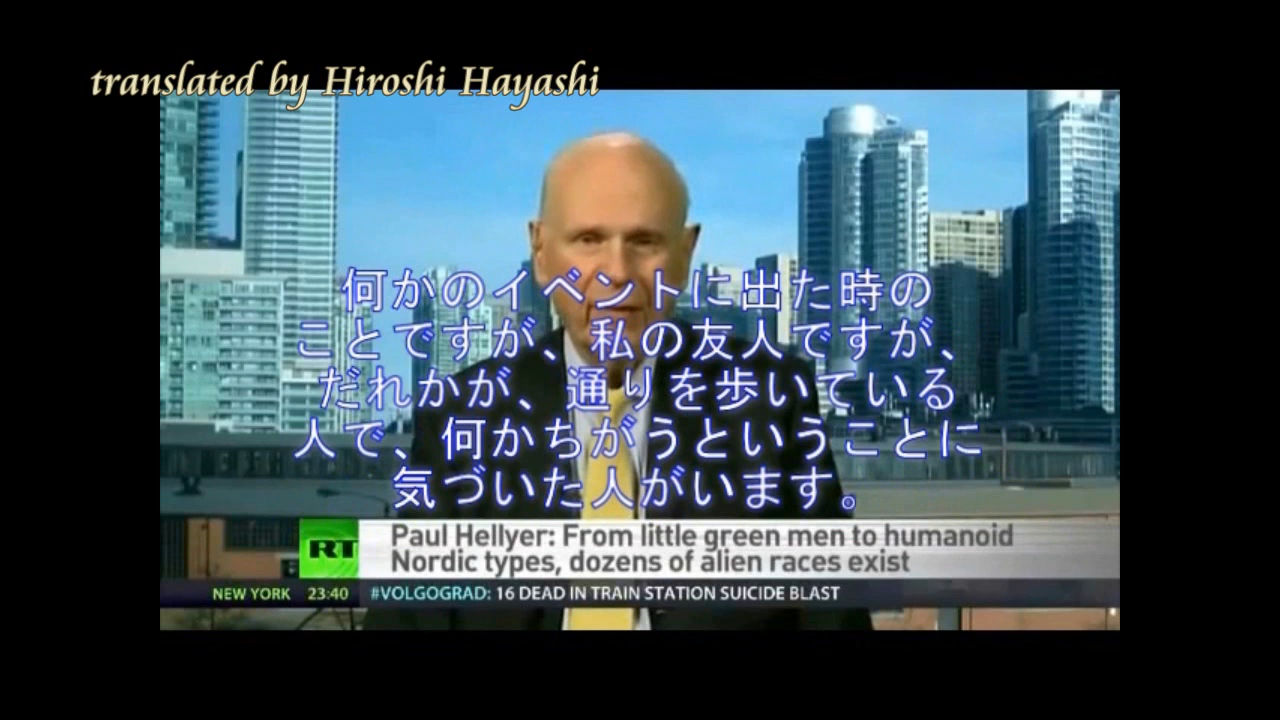 translated by Hiroshi Hayashi
何かのイベントに出た時の
ことですが、私の友人ですが、
だれかが、通りを歩いている
人で、何かちがうということに
気づいた人がいます。
RT
Paul Hellyer: From little green men to humanoid
Nordic types, dozens of alien races exist
NEW YORK 23:40 #VOLGOGRAD: 16 DEAD IN TRAIN STATION SUICIDE BLAST